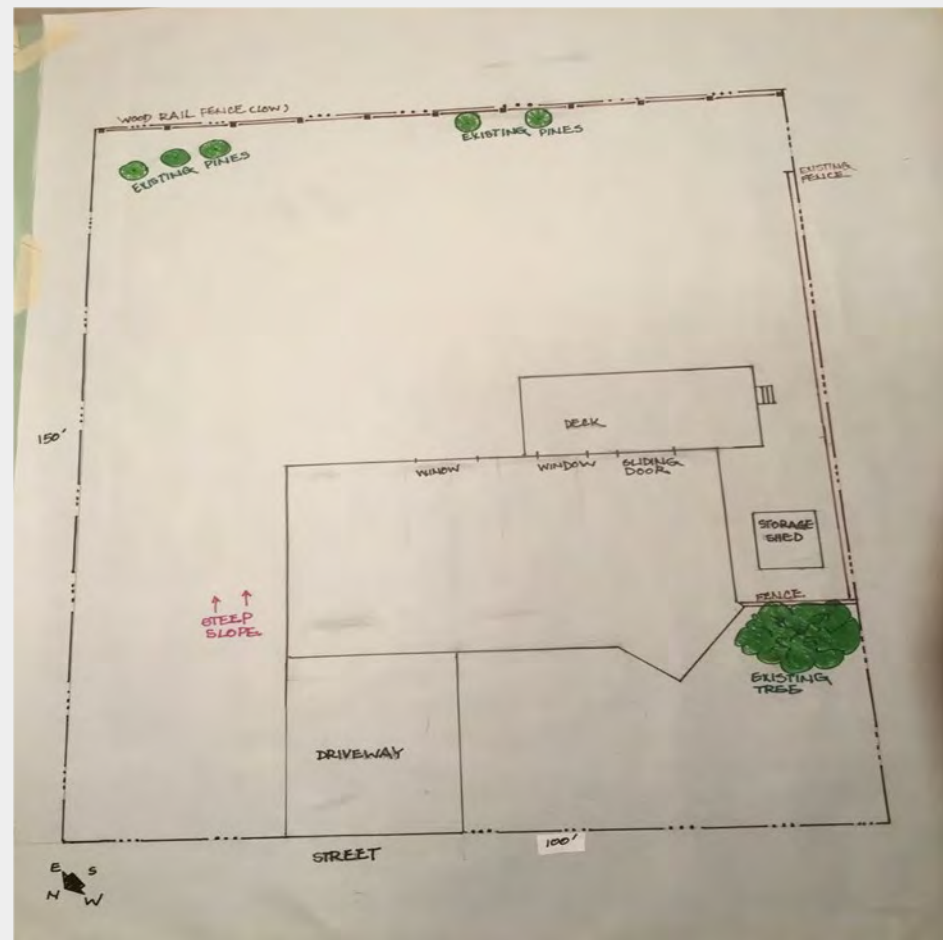 WOOD RAIL FENCE (LOW)
EXISTING PINES
EXISTING PINES
EXISTING
FENCE
DECK
150'
WINOW
WINDOW
SLIDING
DOOR
STORAGE
SHED
STEEP
SLOPE
FENCE
EXISTING
TREE
DRIVEWAY
STREET
100'
E S
N W